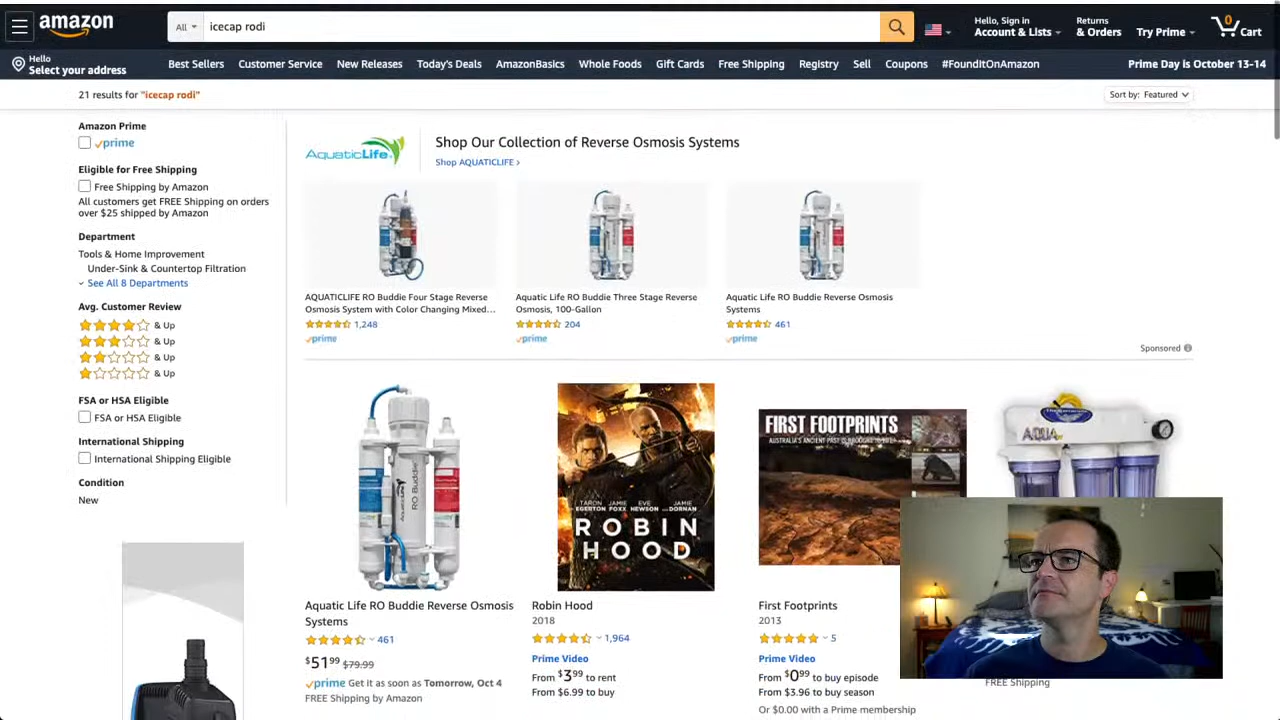 amazon
All
icecap rodi
Hello, Sign in
Account & Lists
Returns
& Orders
Try Prime
0
Cart
Hello
Select your address
Best Sellers
Customer Service
New Releases
Today's Deals
AmazonBasics
Whole Foods
Gift Cards
Free Shipping
Registry
Sell
Coupons
#FoundItOnAmazon
Prime Day is October 13-14
21 results for "icecap rodi"
Sort by: Featured
Amazon Prime
prime
Eligible for Free Shipping
Free Shipping by Amazon
All customers get FREE Shipping on orders
over $25 shipped by Amazon
Department
Tools & Home Improvement
Under-Sink & Countertop Filtration
See All 8 Departments
Avg. Customer Review
& Up
& Up
& Up
& Up
FSA or HSA Eligible
FSA or HSA Eligible
International Shipping
International Shipping Eligible
Condition
New
AquaticLife
Shop Our Collection of Reverse Osmosis Systems
Shop AQUATICLIFE ›
AQUATICLIFE RO Buddie Four Stage Reverse
Osmosis System with Color Changing Mixed...
1,248
prime
Aquatic Life RO Buddie Three Stage Reverse
Osmosis, 100-Gallon
204
prime
Aquatic Life RO Buddie Reverse Osmosis
Systems
461
prime
Sponsored
RO Buddie
Aquatic Life RO Buddie Reverse Osmosis
Systems
461
$51.99 $79.99
prime Get it as soon as Tomorrow, Oct 4
FREE Shipping by Amazon
TARON EGERTON
JAMIE FOXX
EVE HEWSON
JAMIE DORNAN
ROBIN
HOOD
Robin Hood
2018
1,964
Prime Video
From $3.99 to rent
From $6.99 to buy
FIRST FOOTPRINTS
First Footprints
2013
5
Prime Video
From $0.99 to buy episode
From $3.96 to buy season
Or $0.00 with a Prime membership
AQUA
FREE Shipping